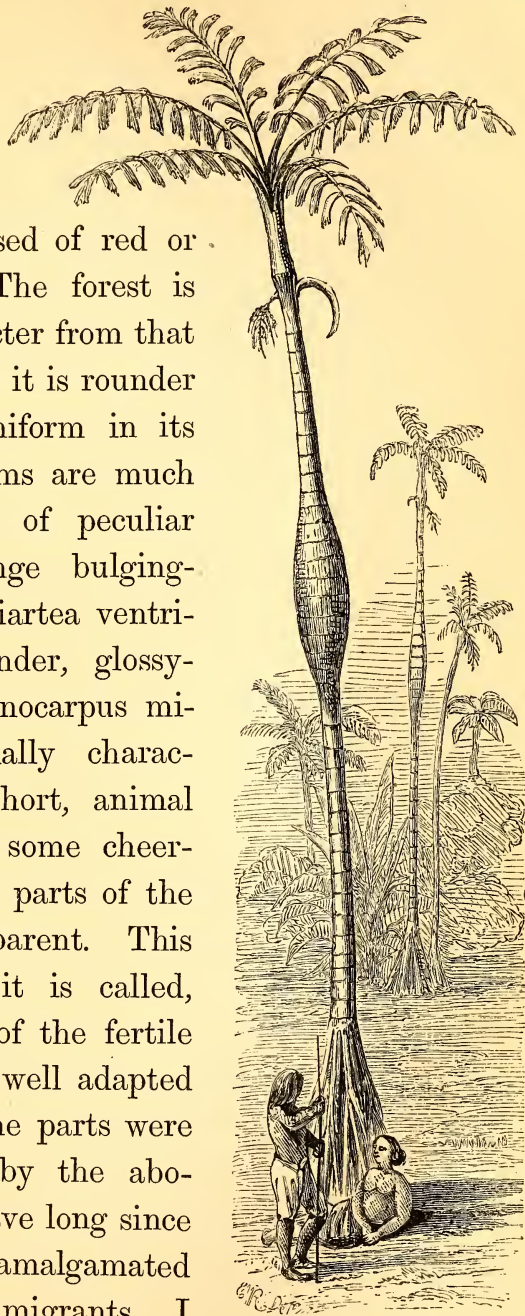 sed of red or
The forest is
cter from that
it is rounder
niform in its
ms are much
of peculiar
nge bulging-
iartea ventri-
nder, glossy-
nocarpus mi-
ally charac-
hort, animal
some cheer-
parts of the
parent. This
it is called,
of the fertile
well adapted
ne parts were
by the abo-
ve long since
amalgamated
migrants. I